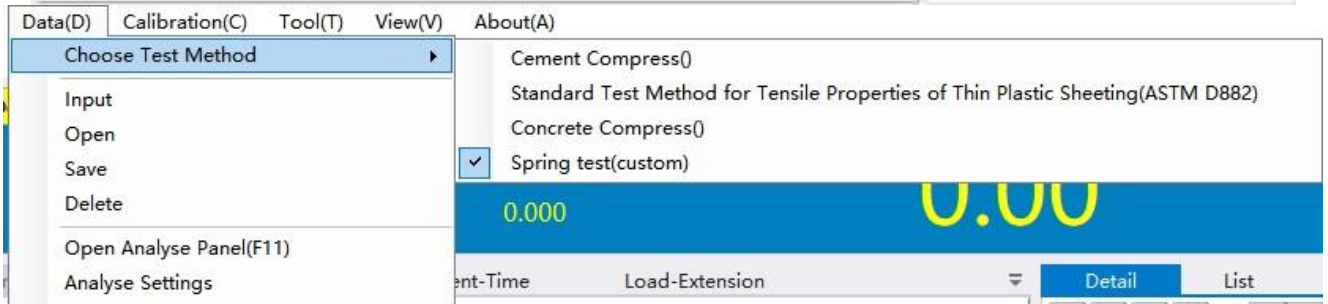 Data(D) Calibration(C) Tool(T) View(V) About(A)
Choose Test Method
Cement Compress()
Standard Test Method for Tensile Properties of Thin Plastic Sheeting(ASTM D882)
Concrete Compress()
Spring test(custom)
Input
Open
Save
Delete
Open Analyse Panel(F11)
Analyse Settings
0.000
0.00
ent-Time Load-Extension
Detail List